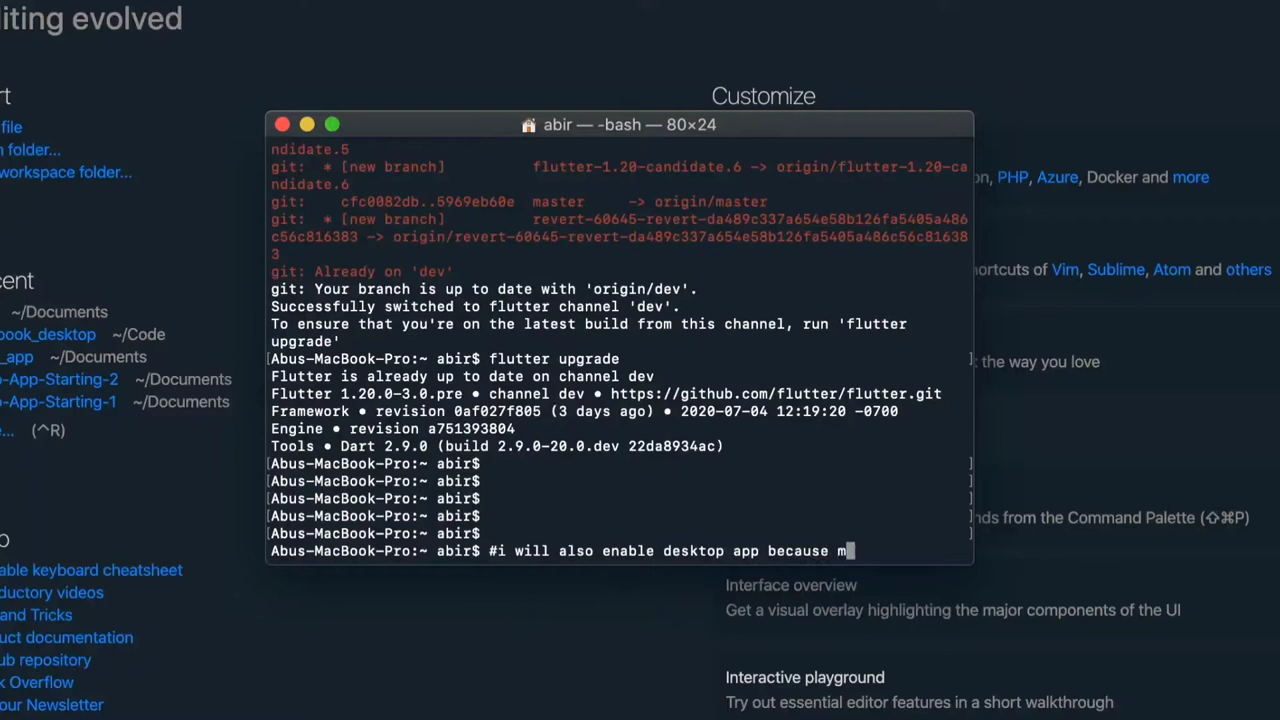 iting evolved
rt
Customize
file
n folder...
workspace folder...
on, PHP, Azure, Docker and more
abir — -bash — 80×24
ndidate.5
git:  * [new branch]          flutter-1.20-candidate.6 -> origin/flutter-1.20-ca
ndidate.6
git:    cfc0082db..5969eb60e  master     -> origin/master
git:  * [new branch]          revert-60645-revert-da489c337a654e58b126fa5405a486
c56c816383 -> origin/revert-60645-revert-da489c337a654e58b126fa5405a486c56c81638
3
git: Already on 'dev'
git: Your branch is up to date with 'origin/dev'.
Successfully switched to flutter channel 'dev'.
To ensure that you're on the latest build from this channel, run 'flutter
upgrade'
[Abus-MacBook-Pro:~ abir$ flutter upgrade ]
Flutter is already up to date on channel dev
Flutter 1.20.0-3.0.pre • channel dev • https://github.com/flutter/flutter.git
Framework • revision 0af027f805 (3 days ago) • 2020-07-04 12:19:20 -0700
Engine • revision a751393804
Tools • Dart 2.9.0 (build 2.9.0-20.0.dev 22da8934ac)
[Abus-MacBook-Pro:~ abir$ ]
[Abus-MacBook-Pro:~ abir$ ]
[Abus-MacBook-Pro:~ abir$ ]
[Abus-MacBook-Pro:~ abir$ ]
[Abus-MacBook-Pro:~ abir$ ]
Abus-MacBook-Pro:~ abir$ #i will also enable desktop app because m
ortcuts of Vim, Sublime, Atom and others
t the way you love
nds from the Command Palette (⇧⌘P)
ent
~/Documents
ook_desktop ~/Code
_app ~/Documents
o-App-Starting-2 ~/Documents
o-App-Starting-1 ~/Documents
... (^R)
able keyboard cheatsheet
ductory videos
and Tricks
uct documentation
ub repository
k Overflow
our Newsletter
Interface overview
Get a visual overlay highlighting the major components of the UI
Interactive playground
Try out essential editor features in a short walkthrough